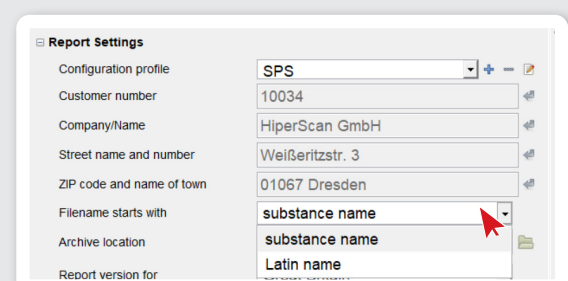 Report Settings
Configuration profile SPS
Customer number 10034
Company/Name HiperScan GmbH
Street name and number Weißeritzstr. 3
ZIP code and name of town 01067 Dresden
Filename starts with substance name
Archive location substance name
Latin name
Report version for